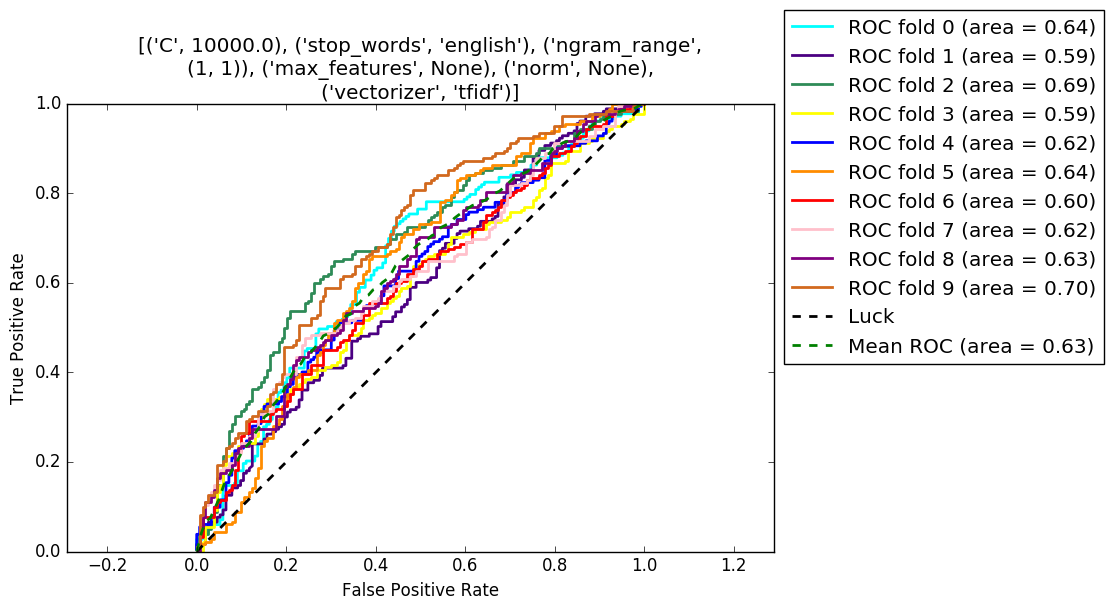 [('C', 10000.0), ('stop_words', 'english'), ('ngram_range',
(1, 1)), ('max_features', None), ('norm', None),
('vectorizer', 'tfidf')]
ROC fold 0 (area = 0.64)
ROC fold 1 (area = 0.59)
ROC fold 2 (area = 0.69)
ROC fold 3 (area = 0.59)
ROC fold 4 (area = 0.62)
ROC fold 5 (area = 0.64)
ROC fold 6 (area = 0.60)
ROC fold 7 (area = 0.62)
ROC fold 8 (area = 0.63)
ROC fold 9 (area = 0.70)
Luck
Mean ROC (area = 0.63)
True Positive Rate
1.0
0.8
0.6
0.4
0.2
0.0
−0.2 0.0 0.2 0.4 0.6 0.8 1.0 1.2
False Positive Rate